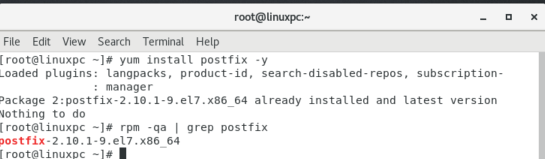 root@linuxpc:~
File Edit View Search Terminal Help
[root@linuxpc ~]# yum install postfix -y
Loaded plugins: langpacks, product-id, search-disabled-repos, subscription-
: manager
Package 2:postfix-2.10.1-9.el7.x86_64 already installed and latest version
Nothing to do
[root@linuxpc ~]# rpm -qa | grep postfix
postfix-2.10.1-9.el7.x86_64
[root@linuxpc ~]#